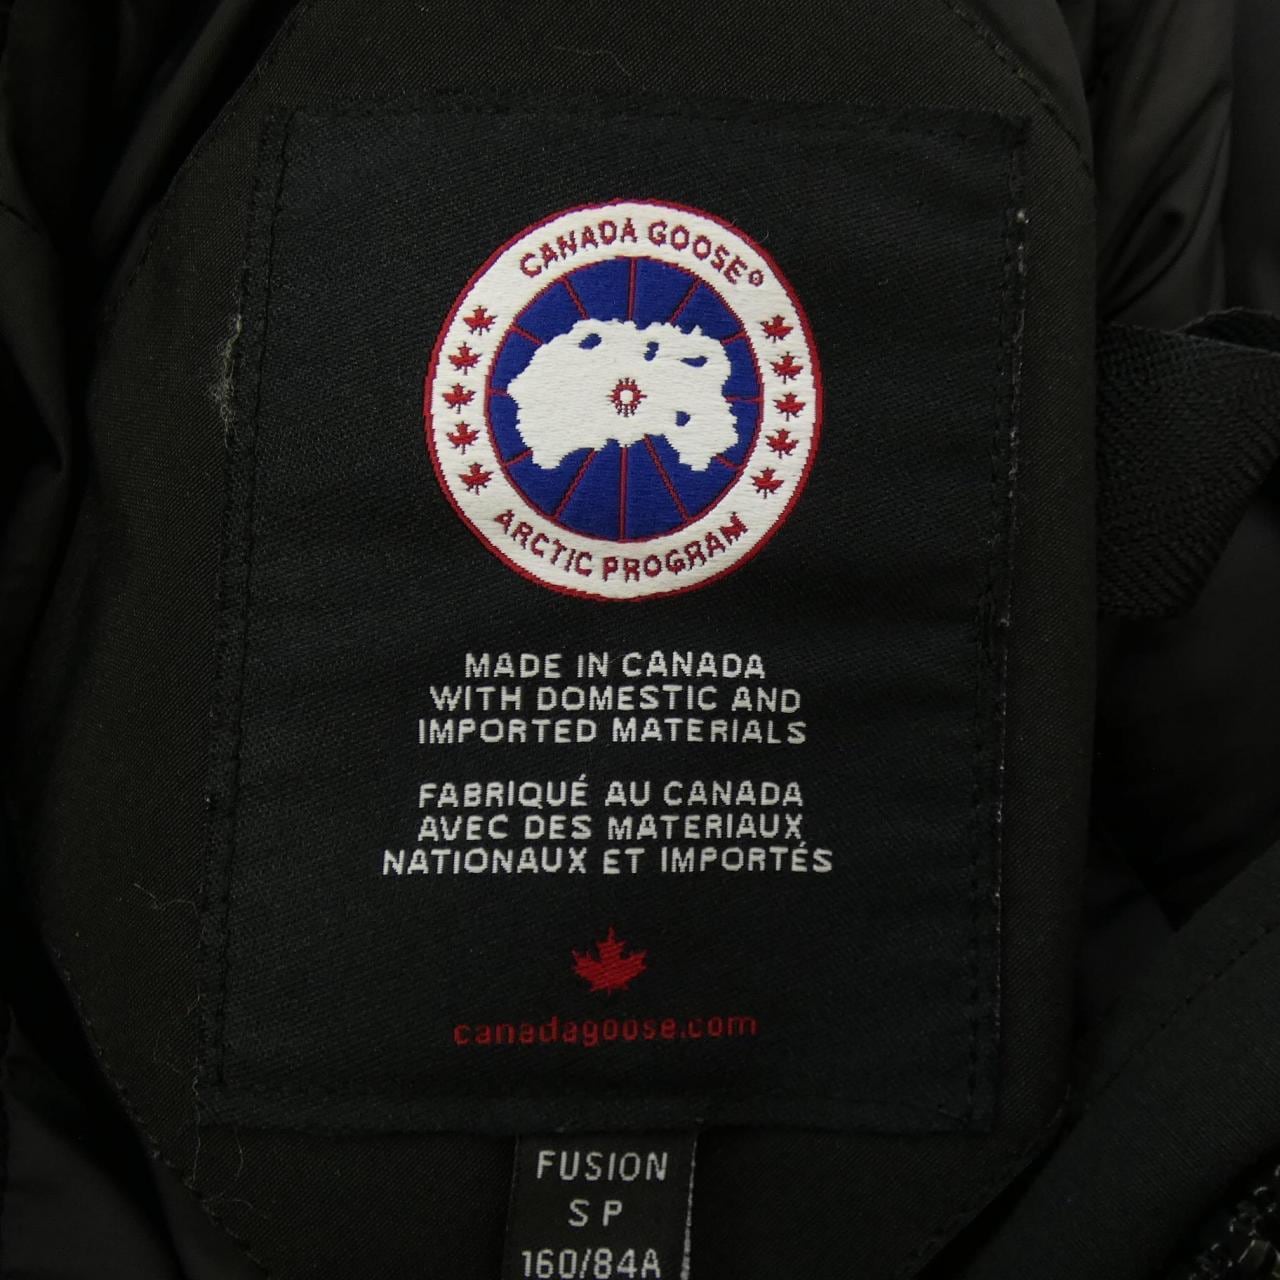 CANADA GOOSE®
ARCTIC PROGRAM
MADE IN CANADA
WITH DOMESTIC AND
IMPORTED MATERIALS
FABRIQUÉ AU CANADA
AVEC DES MATERIAUX
NATIONAUX ET IMPORTÉS
canadagoose.com
FUSION
S P
160/84A